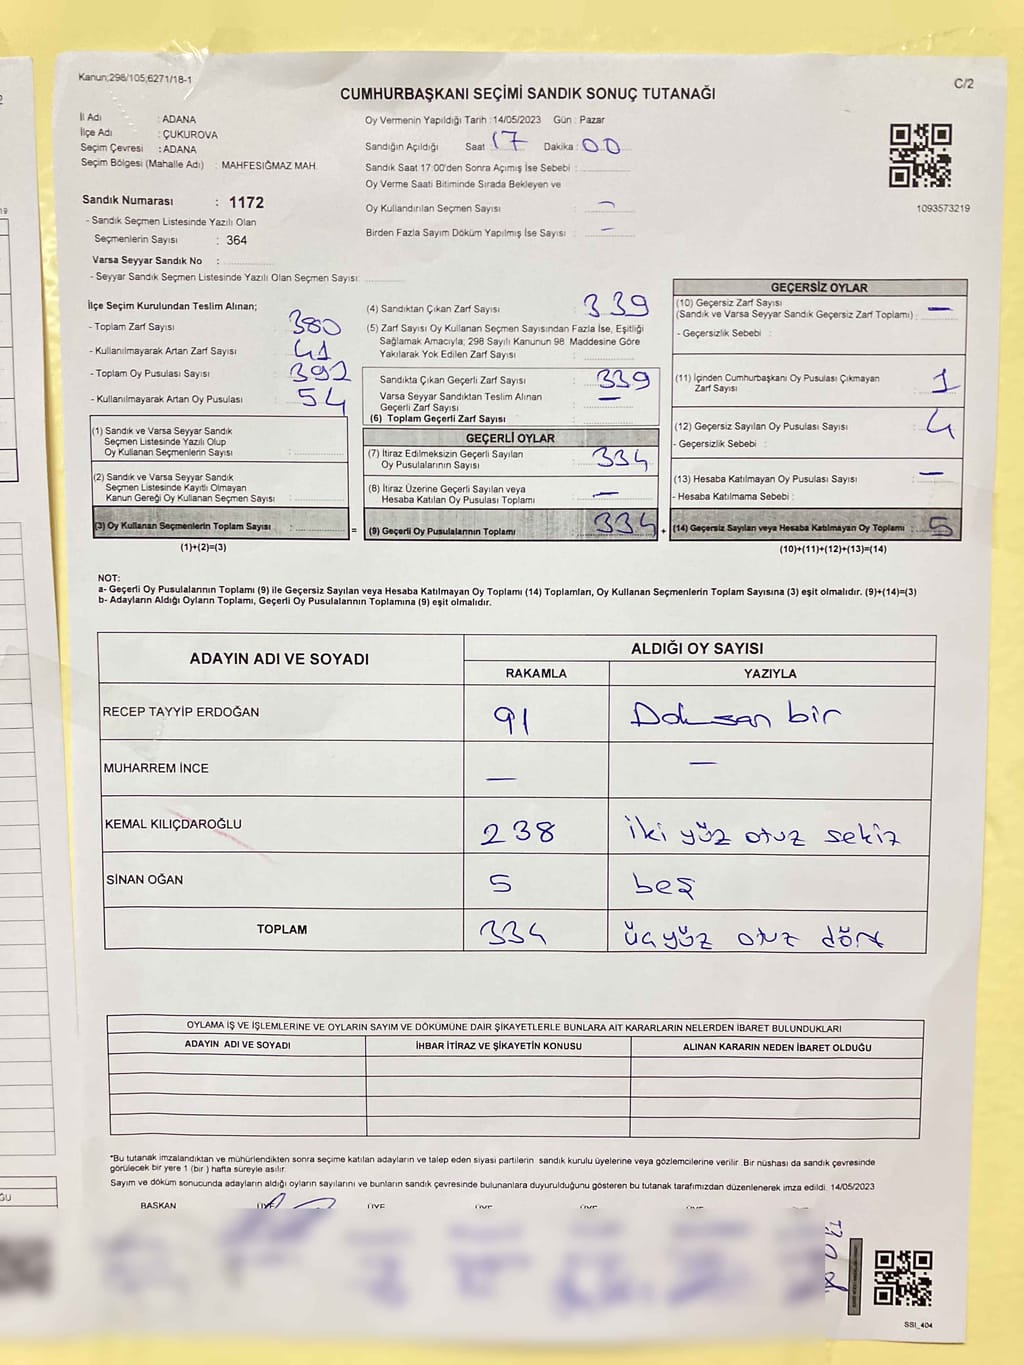 Kanun;298/105;6271/18-1
C/2
CUMHURBAŞKANI SEÇİMİ SANDIK SONUÇ TUTANAĞI
İl Adı : ADANA
İlçe Adı : ÇUKUROVA
Seçim Çevresi : ADANA
Seçim Bölgesi (Mahalle Adı) : MAHFESIĞMAZ MAH.
Sandık Numarası : 1172
- Sandık Seçmen Listesinde Yazılı Olan
Seçmenlerin Sayısı : 364
Varsa Seyyar Sandık No :
- Seyyar Sandık Seçmen Listesinde Yazılı Olan Seçmen Sayısı:
Oy Vermenin Yapıldığı Tarih :14/05/2023 Gün : Pazar
Sandığın Açıldığı Saat : 17 Dakika : 00
Sandık Saat 17:00'den Sonra Açımış İse Sebebi :
Oy Verme Saati Bitiminde Sırada Bekleyen ve
Oy Kullandırılan Seçmen Sayısı : —
Birden Fazla Sayım Döküm Yapılmış İse Sayısı : —
1093573219
İlçe Seçim Kurulundan Teslim Alınan;
- Toplam Zarf Sayısı : 380
- Kullanılmayarak Artan Zarf Sayısı : 41
- Toplam Oy Pusulası Sayısı : 392
- Kullanılmayarak Artan Oy Pusulası : 54
(1) Sandık ve Varsa Seyyar Sandık
Seçmen Listesinde Yazılı Olup
Oy Kullanan Seçmenlerin Sayısı :
(2) Sandık ve Varsa Seyyar Sandık
Seçmen Listesinde Kayıtlı Olmayan
Kanun Gereği Oy Kullanan Seçmen Sayısı :
(3) Oy Kullanan Seçmenlerin Toplam Sayısı :
(1)+(2)=(3)
(4) Sandıktan Çıkan Zarf Sayısı : 339
(5) Zarf Sayısı Oy Kullanan Seçmen Sayısından Fazla İse, Eşitliği
Sağlamak Amacıyla; 298 Sayılı Kanunun 98 Maddesine Göre
Yakılarak Yok Edilen Zarf Sayısı :
Sandıkta Çıkan Geçerli Zarf Sayısı : 339
Varsa Seyyar Sandıktan Teslim Alınan
Geçerli Zarf Sayısı : —
(6) Toplam Geçerli Zarf Sayısı :
GEÇERLİ OYLAR
(7) İtiraz Edilmeksizin Geçerli Sayılan
Oy Pusulalarının Sayısı : 334
(8) İtiraz Üzerine Geçerli Sayılan veya
Hesaba Katılan Oy Pusulası Toplamı : —
= (9) Geçerli Oy Pusulalarının Toplamı : 334 +
GEÇERSİZ OYLAR
(10) Geçersiz Zarf Sayısı
(Sandık ve Varsa Seyyar Sandık Geçersiz Zarf Toplamı) : —
- Geçersizlik Sebebi :
(11) İçinden Cumhurbaşkanı Oy Pusulası Çıkmayan
Zarf Sayısı : 1
(12) Geçersiz Sayılan Oy Pusulası Sayısı : 4
- Geçersizlik Sebebi :
(13) Hesaba Katılmayan Oy Pusulası Sayısı : —
- Hesaba Katılmama Sebebi :
(14) Geçersiz Sayılan veya Hesaba Katılmayan Oy Toplamı : 5
(10)+(11)+(12)+(13)=(14)
NOT:
a- Geçerli Oy Pusulalarının Toplamı (9) ile Geçersiz Sayılan veya Hesaba Katılmayan Oy Toplamı (14) Toplamları, Oy Kullanan Seçmenlerin Toplam Sayısına (3) eşit olmalıdır. (9)+(14)=(3)
b- Adayların Aldığı Oyların Toplamı, Geçerli Oy Pusulalarının Toplamına (9) eşit olmalıdır.
ADAYIN ADI VE SOYADI ALDIĞI OY SAYISI
RAKAMLA YAZIYLA
RECEP TAYYİP ERDOĞAN 91 Doksan bir
MUHARREM İNCE — —
KEMAL KILIÇDAROĞLU 238 iki yüz otuz sekiz
SİNAN OĞAN 5 beş
TOPLAM 334 üç yüz otuz dört
OYLAMA İŞ VE İŞLEMLERİNE VE OYLARIN SAYIM VE DÖKÜMÜNE DAİR ŞİKAYETLERLE BUNLARA AİT KARARLARIN NELERDEN İBARET BULUNDUKLARI
ADAYIN ADI VE SOYADI İHBAR İTİRAZ VE ŞİKAYETİN KONUSU ALINAN KARARIN NEDEN İBARET OLDUĞU
*Bu tutanak imzalandıktan ve mühürlendikten sonra seçime katılan adayların ve talep eden siyasi partilerin sandık kurulu üyelerine veya gözlemcilerine verilir. Bir nüshası da sandık çevresinde
görülecek bir yere 1 (bir ) hafta süreyle asılır.
Sayım ve döküm sonucunda adayların aldığı oyların sayılarını ve bunların sandık çevresinde bulunanlara duyurulduğunu gösteren bu tutanak tarafımızdan düzenlenerek imza edildi. 14/05/2023
BAŞKAN ÜYE ÜYE ÜYE ÜYE ÜYE ÜYE
SSI_404